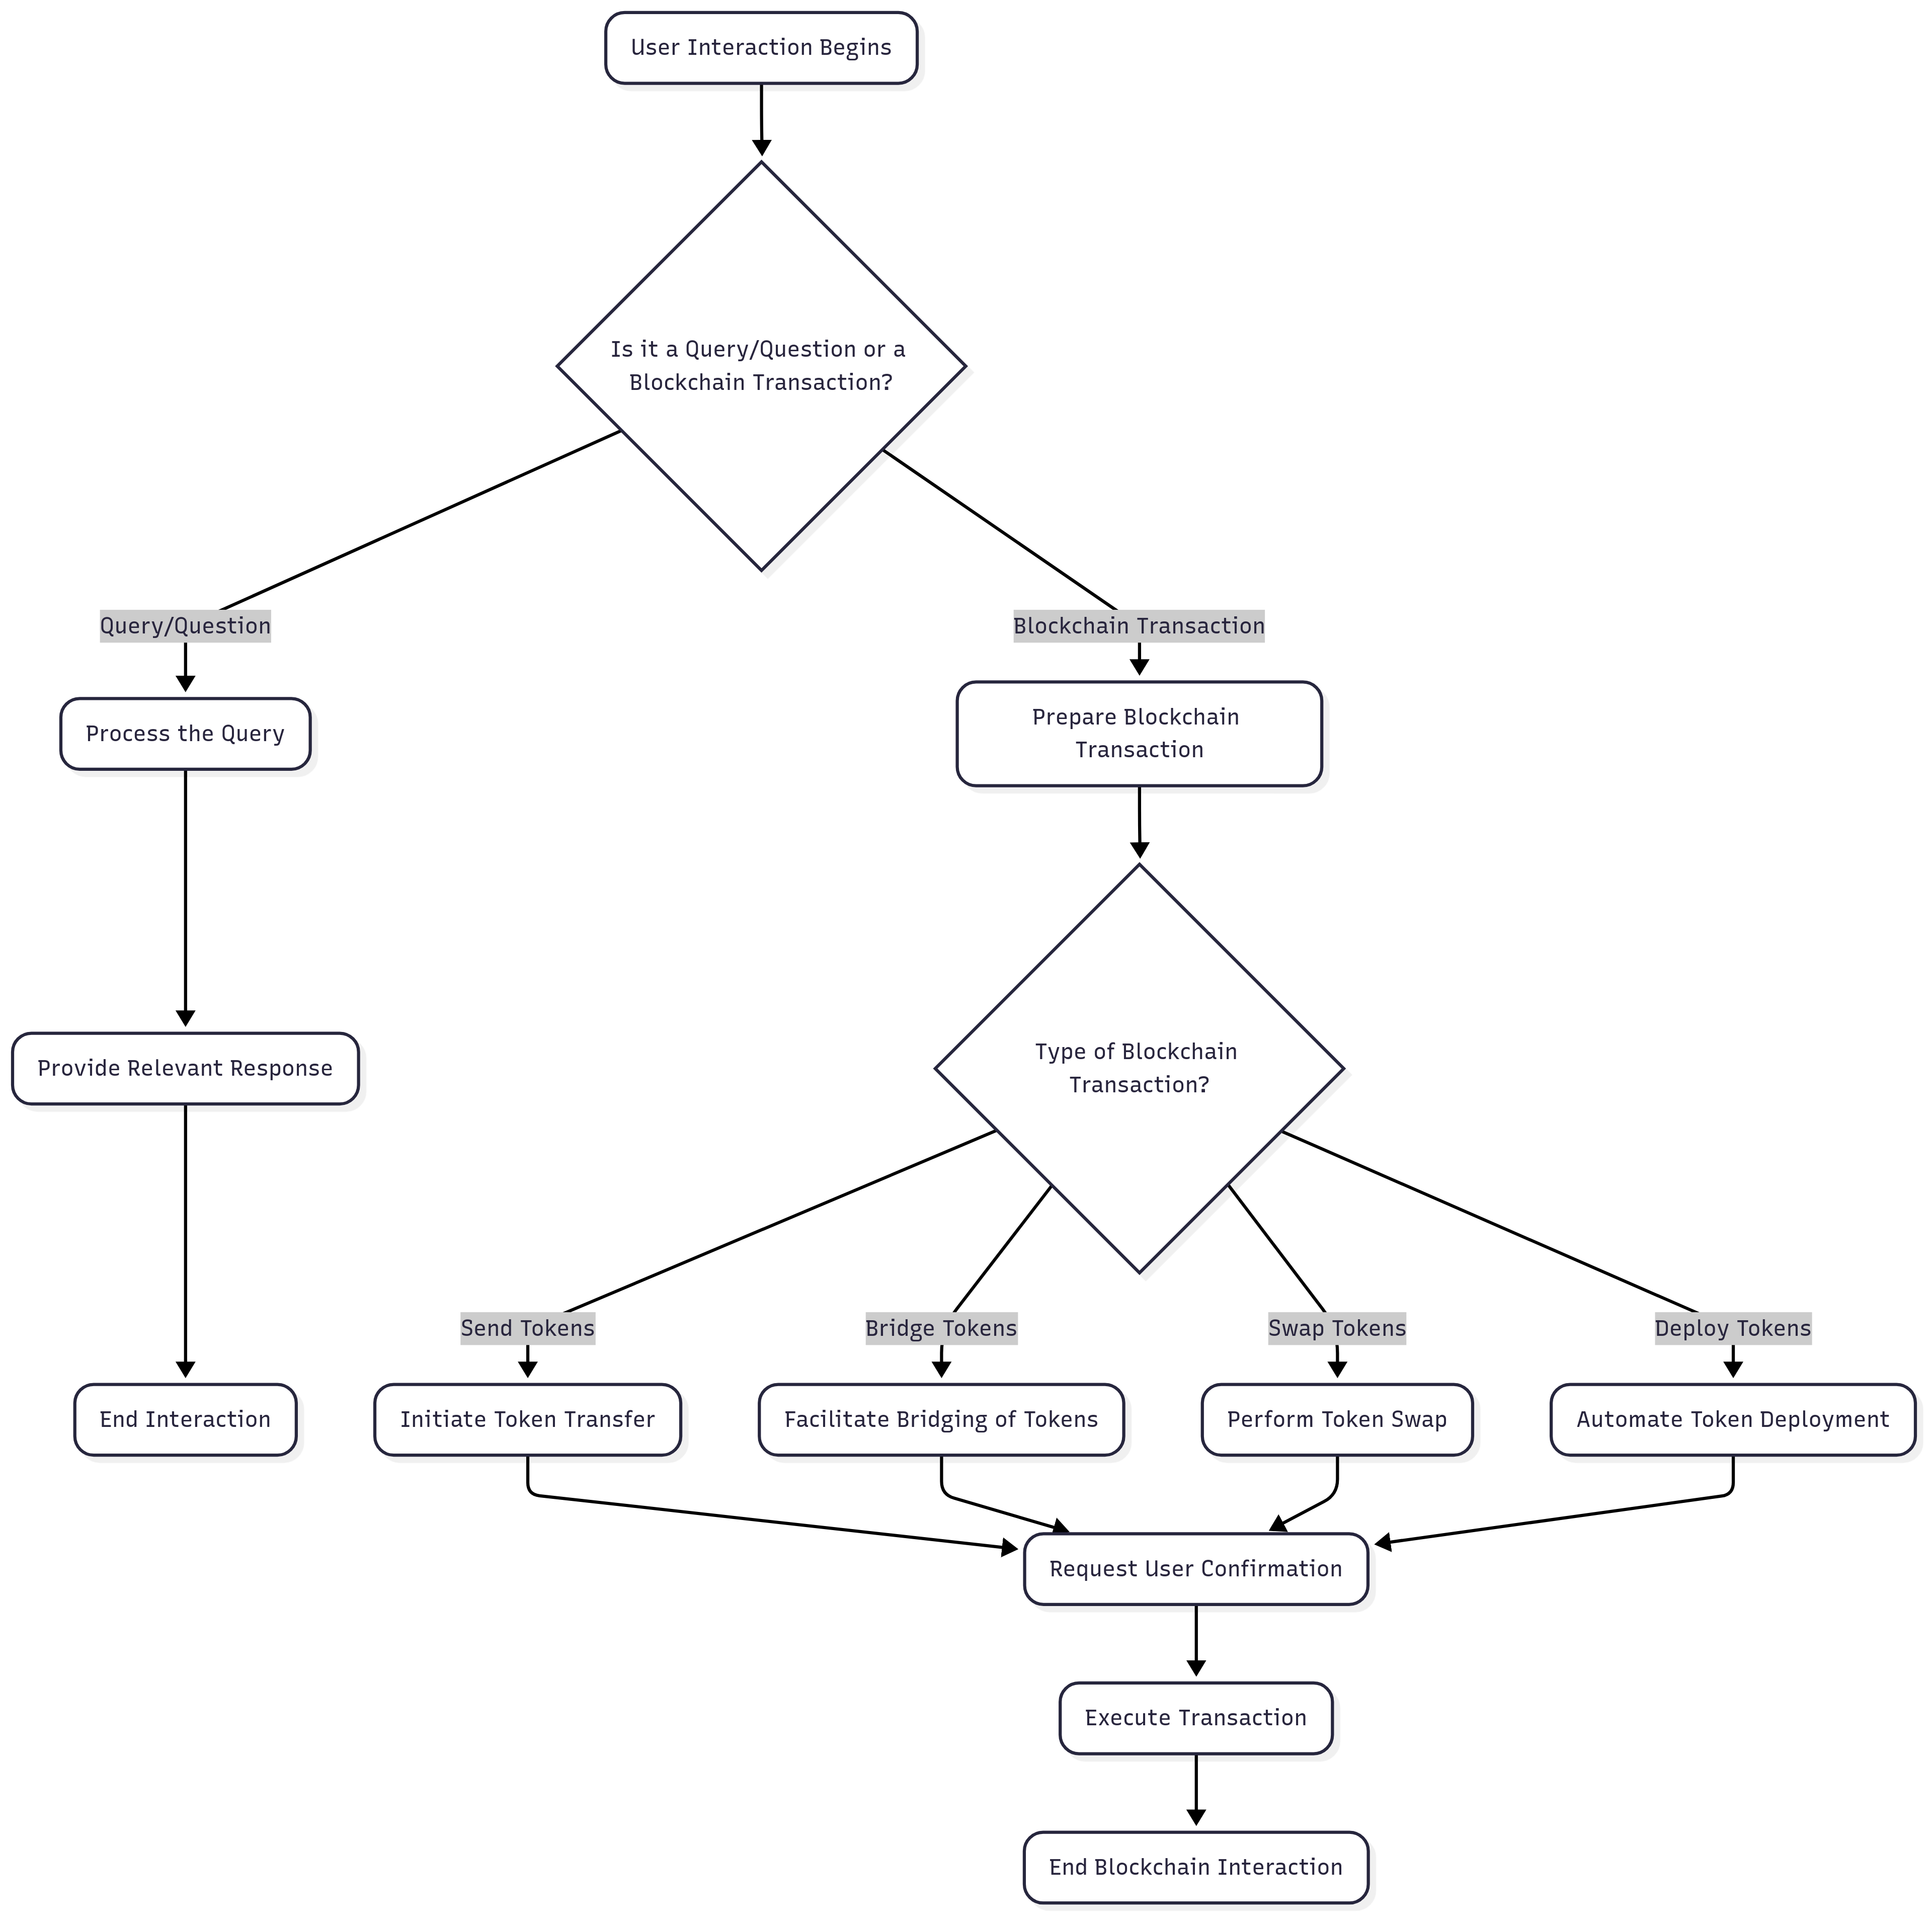 User Interaction Begins
Is it a Query/Question or a
Blockchain Transaction?
Query/Question
Blockchain Transaction
Process the Query
Prepare Blockchain
Transaction
Provide Relevant Response
Type of Blockchain
Transaction?
Send Tokens
Bridge Tokens
Swap Tokens
Deploy Tokens
End Interaction
Initiate Token Transfer
Facilitate Bridging of Tokens
Perform Token Swap
Automate Token Deployment
Request User Confirmation
Execute Transaction
End Blockchain Interaction